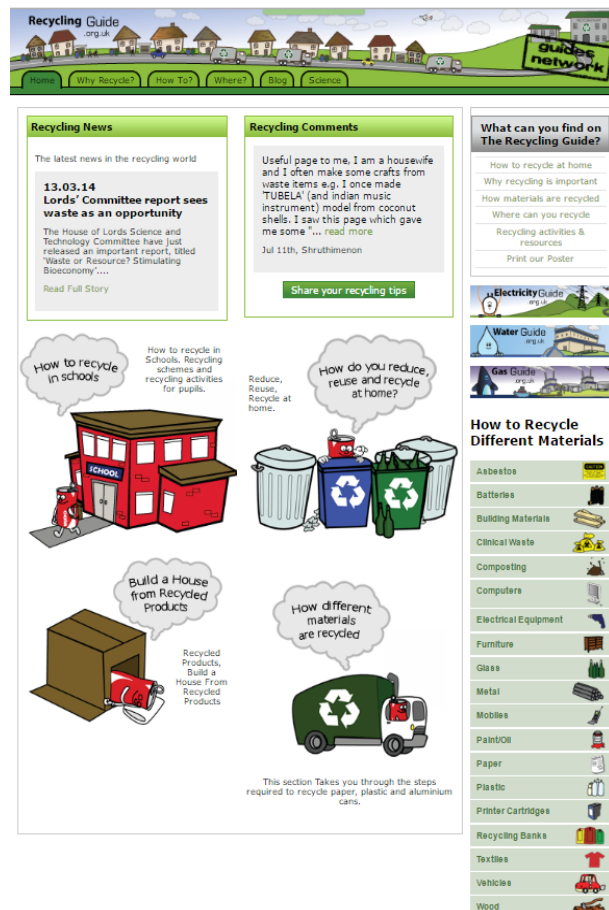 Recycling Guide
.org.uk
guides
network
Home
Why Recycle?
How To?
Where?
Blog
Science
Recycling News
The latest news in the recycling world
13.03.14
Lords' Committee report sees
waste as an opportunity
The House of Lords Science and
Technology Committee have just
released an important report, titled
'Waste or Resource? Stimulating
Bioeconomy'....
Read Full Story
Recycling Comments
Useful page to me, I am a housewife
and I often make some crafts from
waste items e.g. I once made
'TUBELA' (and indian music
instrument) model from coconut
shells. I saw this page which gave
me some "... read more
Jul 11th, Shruthimenon
Share your recycling tips
How to recycle
in schools
How to recycle in
Schools. Recycling
schemes and
recycling activities
for pupils.
SCHOOL
Reduce,
Reuse,
Recycle at
home.
How do you reduce,
reuse and recycle
at home?
Build a House
from Recycled
Products
Recycled
Products,
Build a
House From
Recycled
Products
How different
materials
are recycled
This section Takes you through the steps
required to recycle paper, plastic and aluminium
cans.
What can you find on
The Recycling Guide?
How to recycle at home
Why recycling is important
How materials are recycled
Where can you recycle
Recycling activities &
resources
Print our Poster
Electricity Guide
.org.uk
Water Guide
.org.uk
Gas Guide
.org.uk
How to Recycle
Different Materials
Asbestos
CAUTION
Batteries
Building Materials
Clinical Waste
Composting
Computers
Electrical Equipment
Furniture
Glass
Metal
Mobiles
Paint/Oil
Paper
Plastic
Printer Cartridges
Recycling Banks
Textiles
Vehicles
Wood